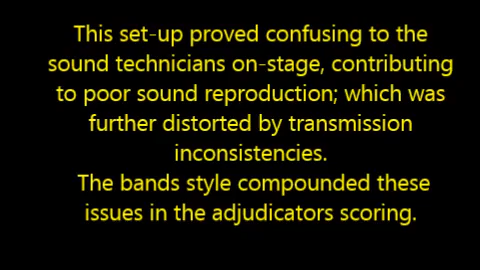 This set-up proved confusing to the
sound technicians on-stage, contributing
to poor sound reproduction; which was
further distorted by transmission
inconsistencies.
The bands style compounded these
issues in the adjudicators scoring.